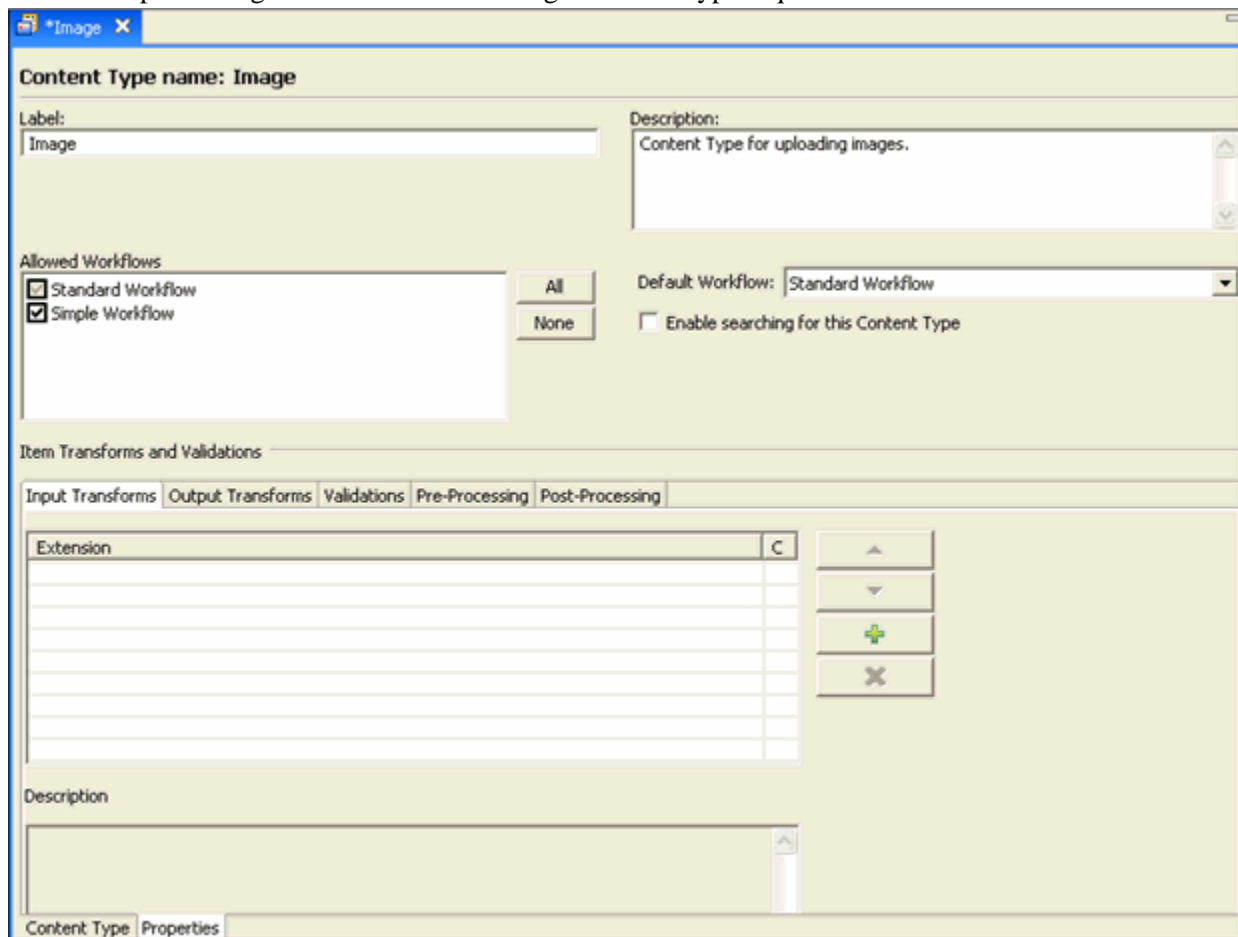 *Image
Content Type name: Image
Label:
Image
Description:
Content Type for uploading images.
Allowed Workflows
Standard Workflow
Simple Workflow
All
None
Default Workflow: Standard Workflow
Enable searching for this Content Type
Item Transforms and Validations
Input Transforms Output Transforms Validations Pre-Processing Post-Processing
Extension C
Description
Content Type Properties